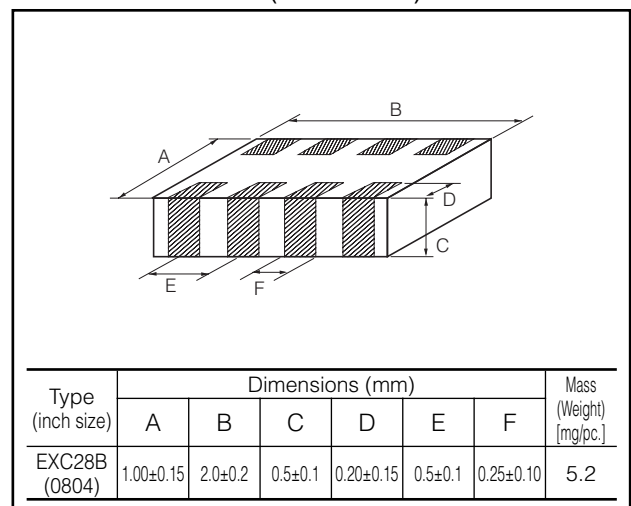 B
A
D
C
E
F
Type
(inch size)
Dimensions (mm)
Mass
(Weight)
[mg/pc.]
A B C D E F
EXC28B
(0804)
1.00±0.15 2.0±0.2 0.5±0.1 0.20±0.15 0.5±0.1 0.25±0.10 5.2